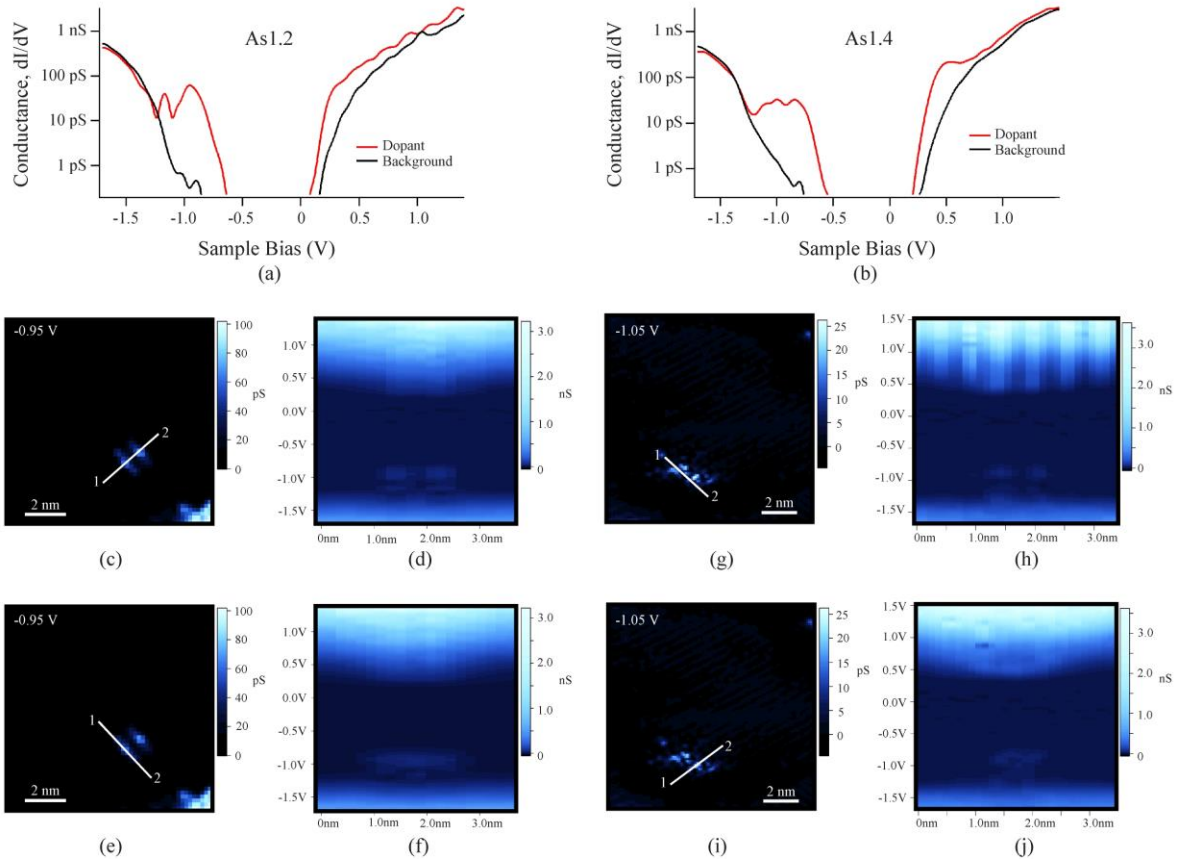 As1.2
Conductance, dI/dV
1 nS
100 pS
10 pS
1 pS
Dopant
Background
-1.5 -1.0 -0.5 0 0.5 1.0
Sample Bias (V)
(a)
As1.4
Conductance, dI/dV
1 nS
100 pS
10 pS
1 pS
Dopant
Background
-1.5 -1.0 -0.5 0 0.5 1.0
Sample Bias (V)
(b)
-0.95 V
1
2
2 nm
100
80
60
40
20
0
pS
(c)
1.0V
0.5V
0.0V
-0.5V
-1.0V
-1.5V
0nm 1.0nm 2.0nm 3.0nm
3.0
2.0
1.0
0
nS
(d)
-1.05 V
1
2
2 nm
25
20
15
10
5
0
pS
(g)
1.5V
1.0V
0.5V
0.0V
-0.5V
-1.0V
-1.5V
0nm 1.0nm 2.0nm 3.0nm
3.0
2.0
1.0
0
nS
(h)
-0.95 V
1
2
2 nm
100
80
60
40
20
0
pS
(e)
1.0V
0.5V
0.0V
-0.5V
-1.0V
-1.5V
0nm 1.0nm 2.0nm 3.0nm
3.0
2.0
1.0
0
nS
(f)
-1.05 V
1
2
2 nm
25
20
15
10
5
0
pS
(i)
1.5V
1.0V
0.5V
0.0V
-0.5V
-1.0V
-1.5V
0nm 1.0nm 2.0nm 3.0nm
3.0
2.0
1.0
0
nS
(j)